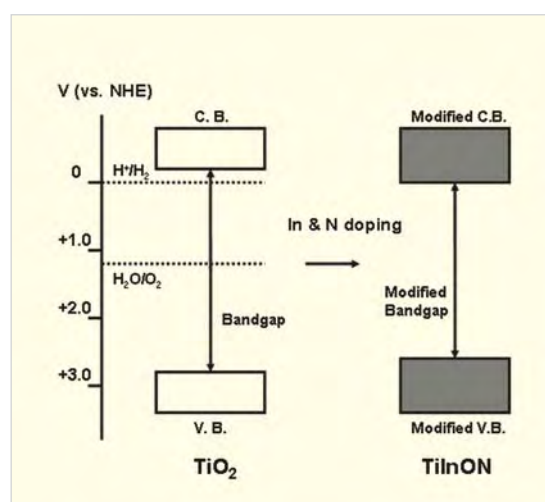 V (vs. NHE)
C. B.
Modified C.B.
H⁺/H₂
0
In & N doping
+1.0
H₂O/O₂
Modified
Bandgap
+2.0
Bandgap
+3.0
V. B.
Modified V.B.
TiO₂
TiInON